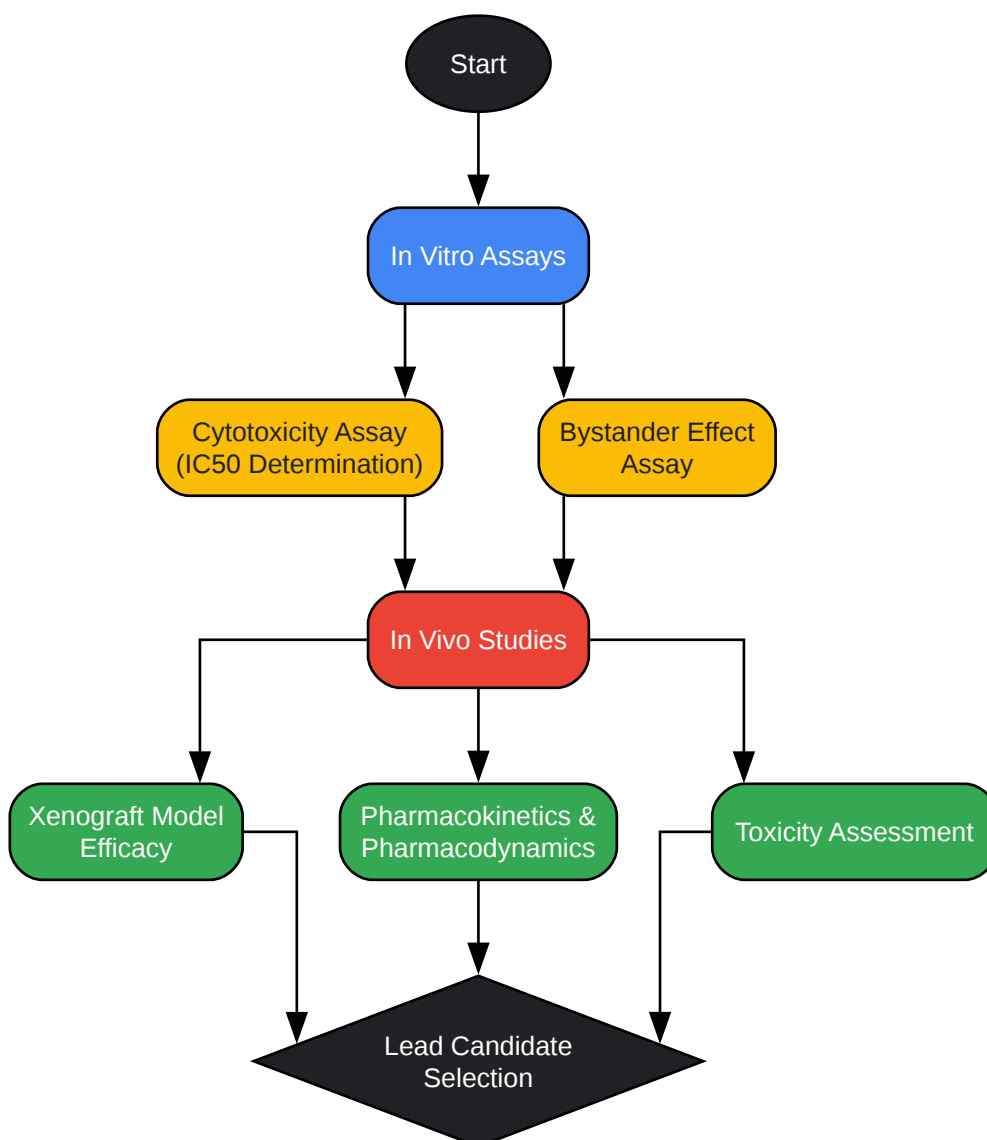 Start
In Vitro Assays
Cytotoxicity Assay
(IC50 Determination)
Bystander Effect
Assay
In Vivo Studies
Xenograft Model
Efficacy
Pharmacokinetics &
Pharmacodynamics
Toxicity Assessment
Lead Candidate
Selection